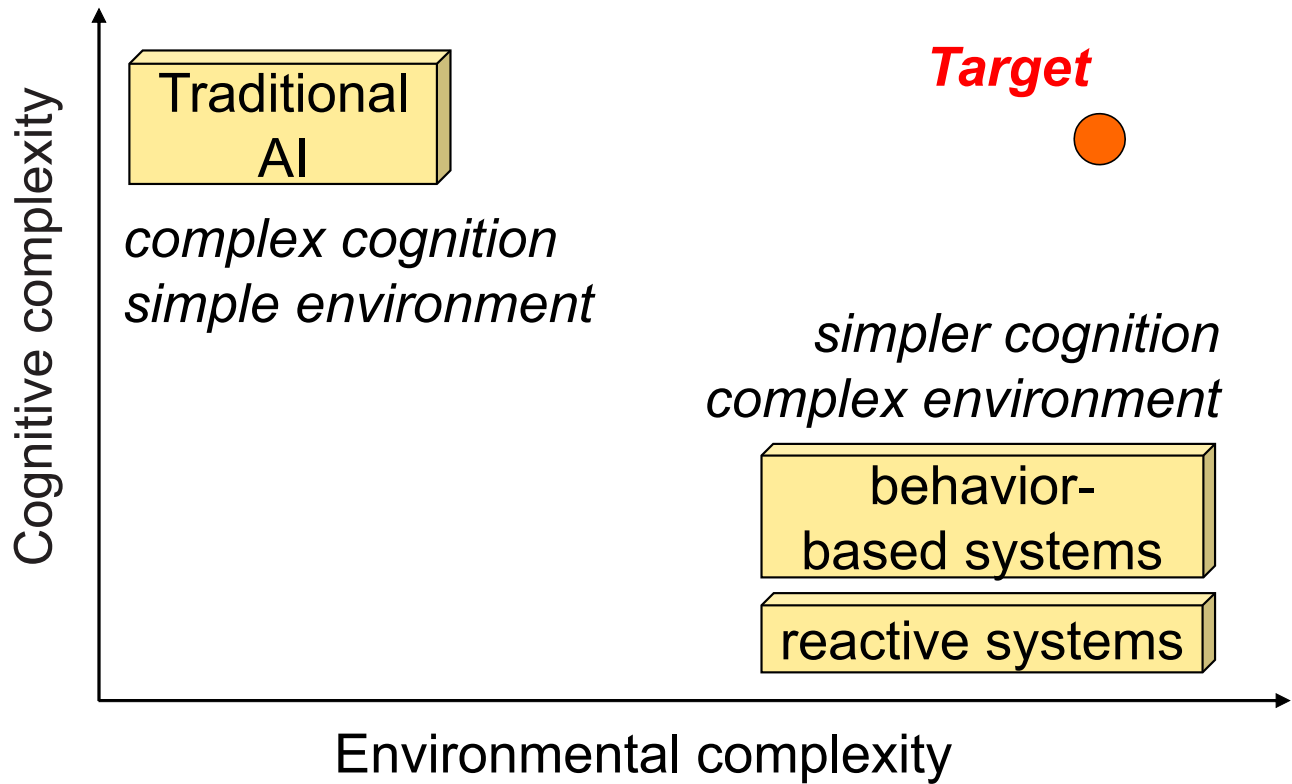 Target
Traditional
AI
complex cognition
simple environment
simpler cognition
complex environment
behavior-
based systems
reactive systems
Cognitive complexity
Environmental complexity